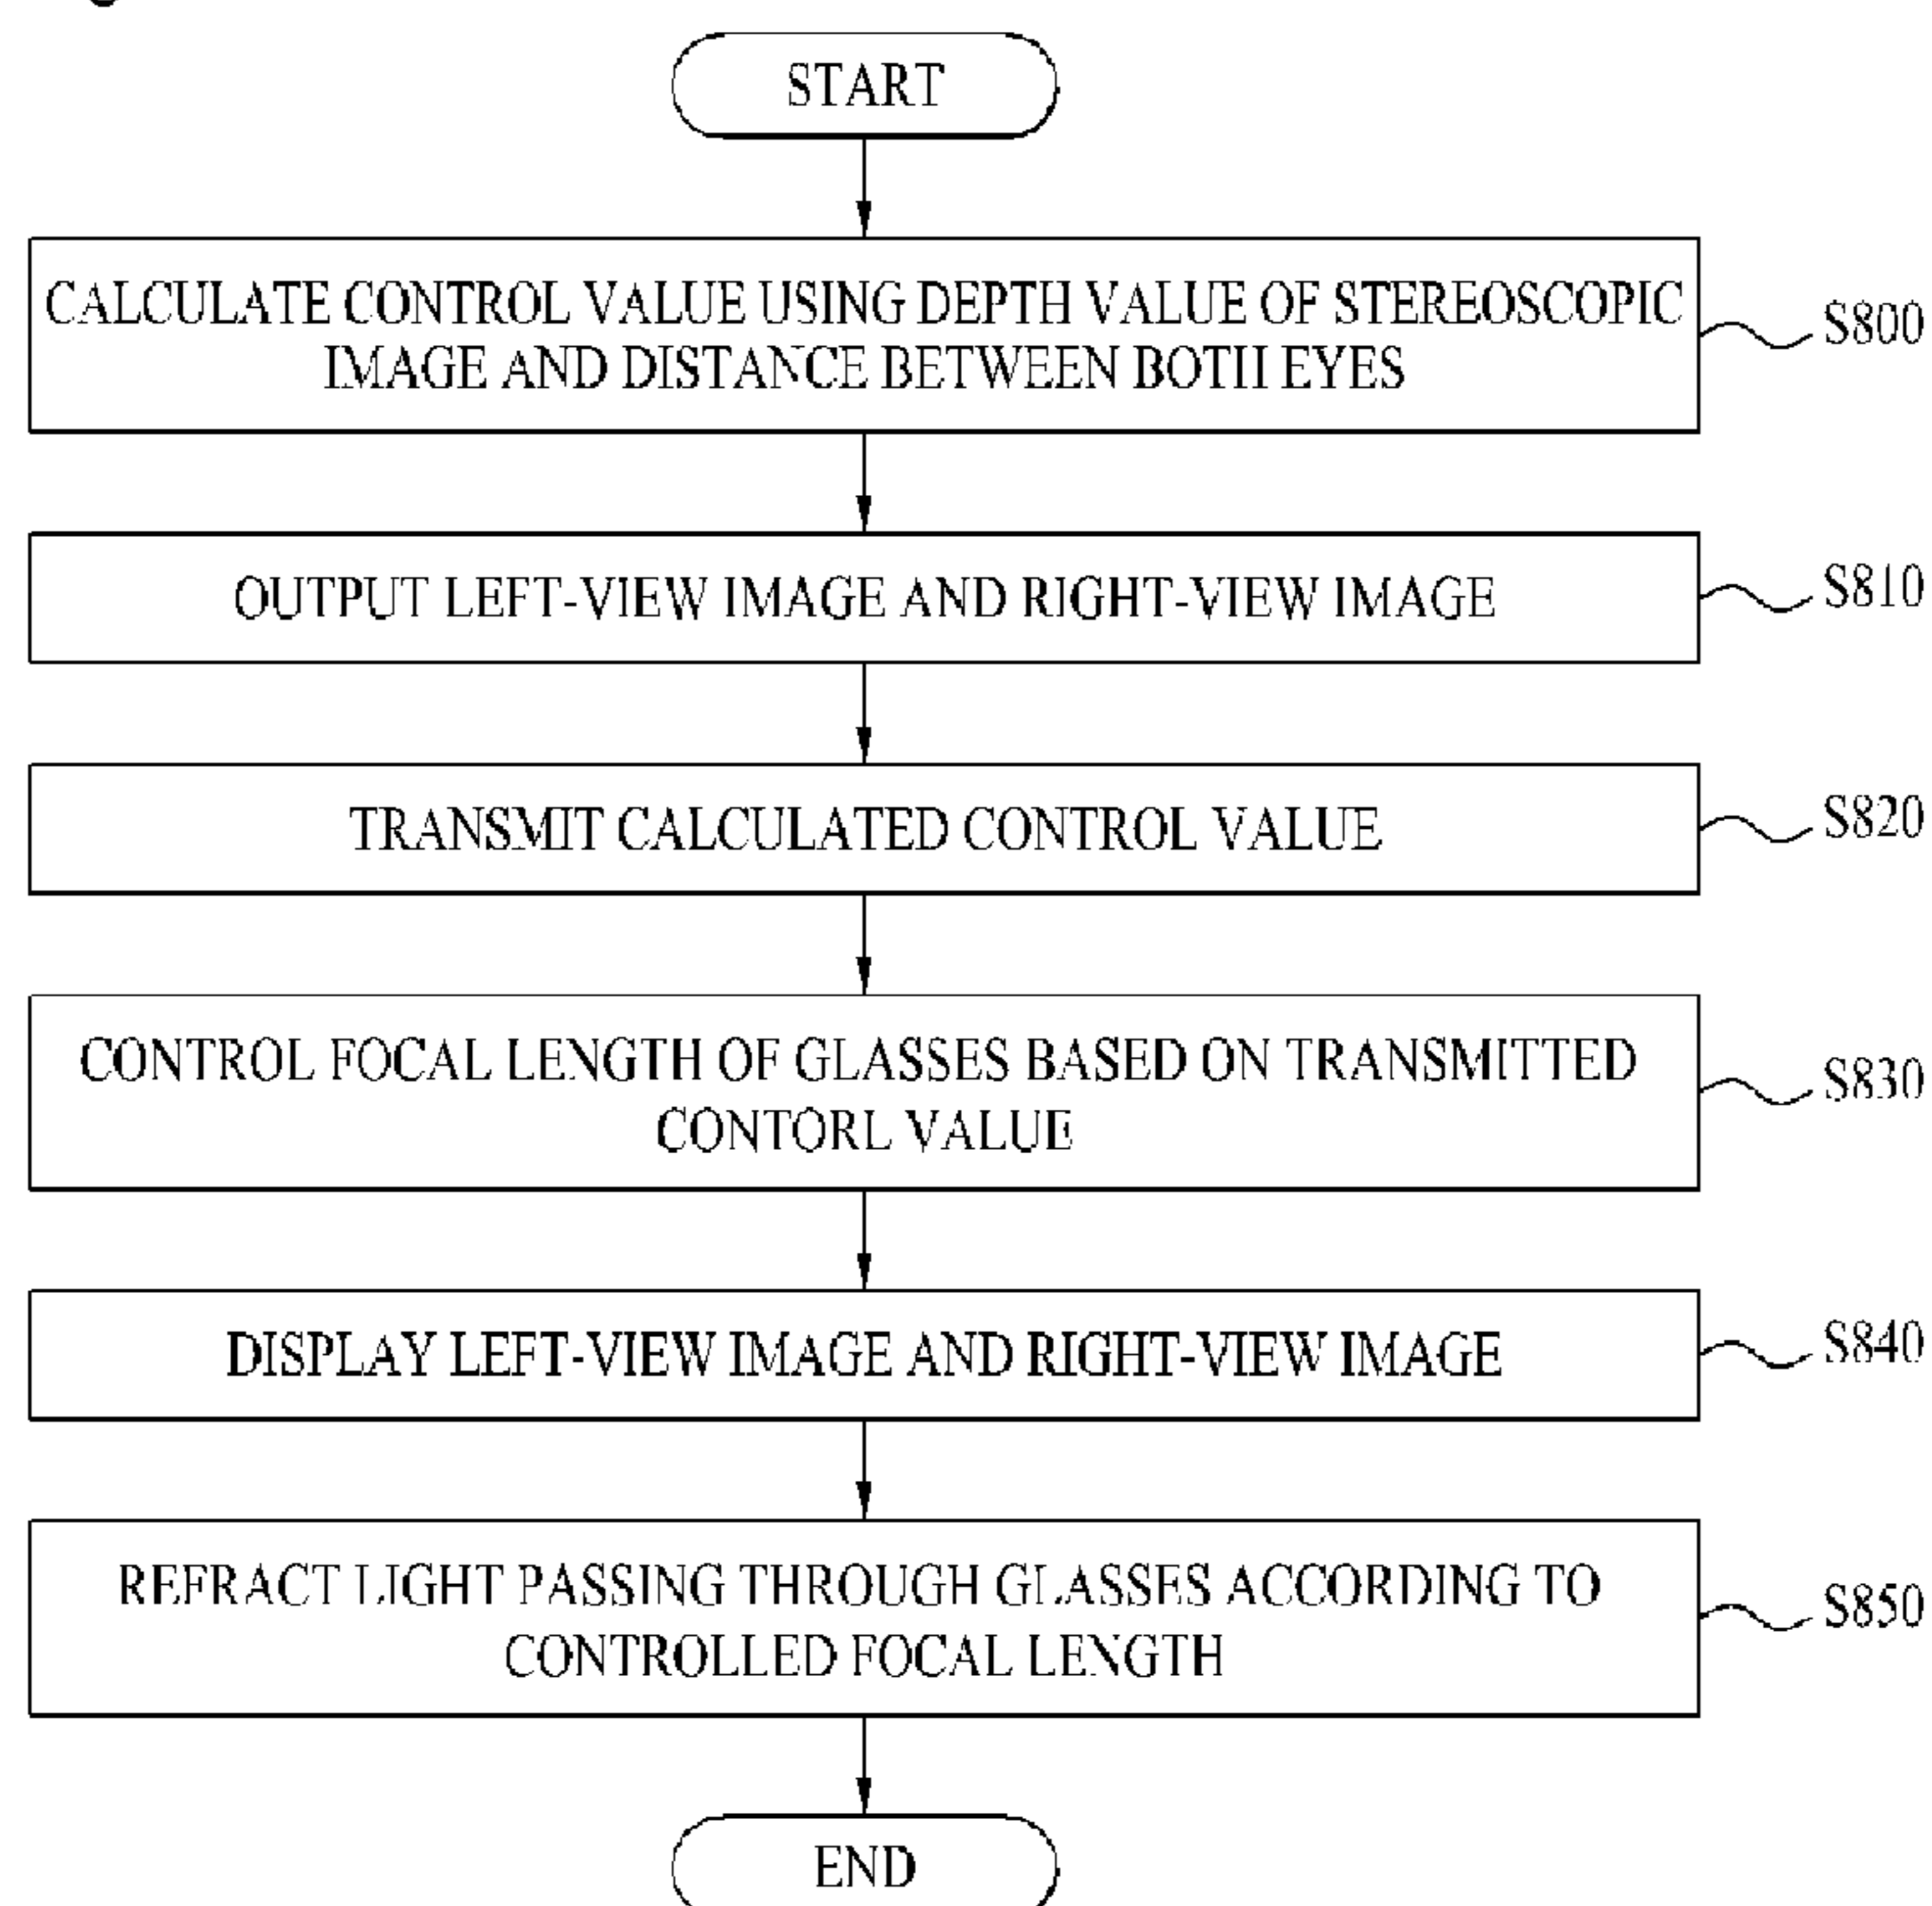 START
CALCULATE CONTROL VALUE USING DEPTH VALUE OF STEREOSCOPIC
IMAGE AND DISTANCE BETWEEN BOTH EYES
S800
OUTPUT LEFT-VIEW IMAGE AND RIGHT-VIEW IMAGE
S810
TRANSMIT CALCULATED CONTROL VALUE
S820
CONTROL FOCAL LENGTH OF GLASSES BASED ON TRANSMITTED
CONTORL VALUE
S830
DISPLAY LEFT-VIEW IMAGE AND RIGHT-VIEW IMAGE
S840
REFRACT LIGHT PASSING THROUGH GLASSES ACCORDING TO
CONTROLLED FOCAL LENGTH
S850
END